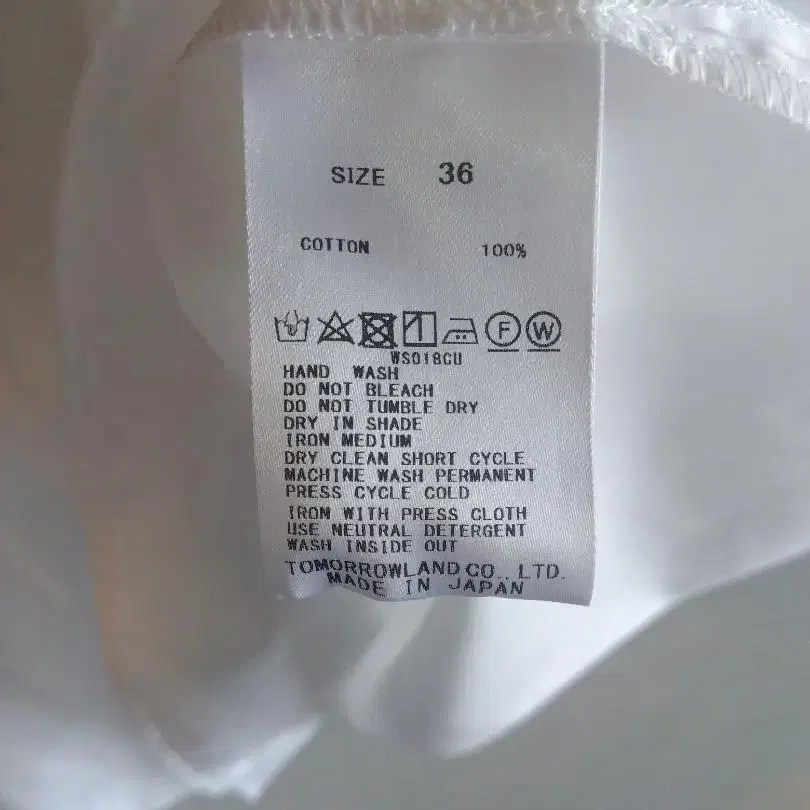 SIZE 36
COTTON 100%
F W
WS018CU
HAND WASH
DO NOT BLEACH
DO NOT TUMBLE DRY
DRY IN SHADE
IRON MEDIUM
DRY CLEAN SHORT CYCLE
MACHINE WASH PERMANENT
PRESS CYCLE COLD
IRON WITH PRESS CLOTH
USE NEUTRAL DETERGENT
WASH INSIDE OUT
TOMORROWLAND CO., LTD.
MADE IN JAPAN